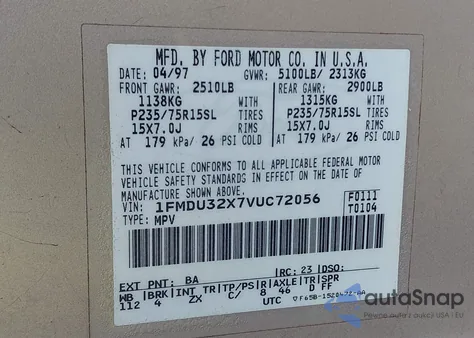 MFD. BY FORD MOTOR CO. IN U.S.A.
DATE: 04/97 GVWR: 5100LB/ 2313KG
FRONT GAWR: 2510LB REAR GAWR: 2900LB
1138KG WITH 1315KG WITH
P235/75R15SL TIRES P235/75R15SL TIRES
15X7.0J RIMS 15X7.0J RIMS
AT 179 kPa/ 26 PSI COLD AT 179 kPa/ 26 PSI COLD
THIS VEHICLE CONFORMS TO ALL APPLICABLE FEDERAL MOTOR
VEHICLE SAFETY STANDARDS IN EFFECT ON THE DATE OF
MANUFACTURE SHOWN ABOVE.
VIN: 1FMDU32X7VUC72056 F0111
TYPE: MPV T0104
EXT PNT: BA RC: 23 DSO:
WB BRK INT TR TP/PS R AXLE TR SPR
112 4 ZX C/ 8 46 D FF
UTC
autaSnap